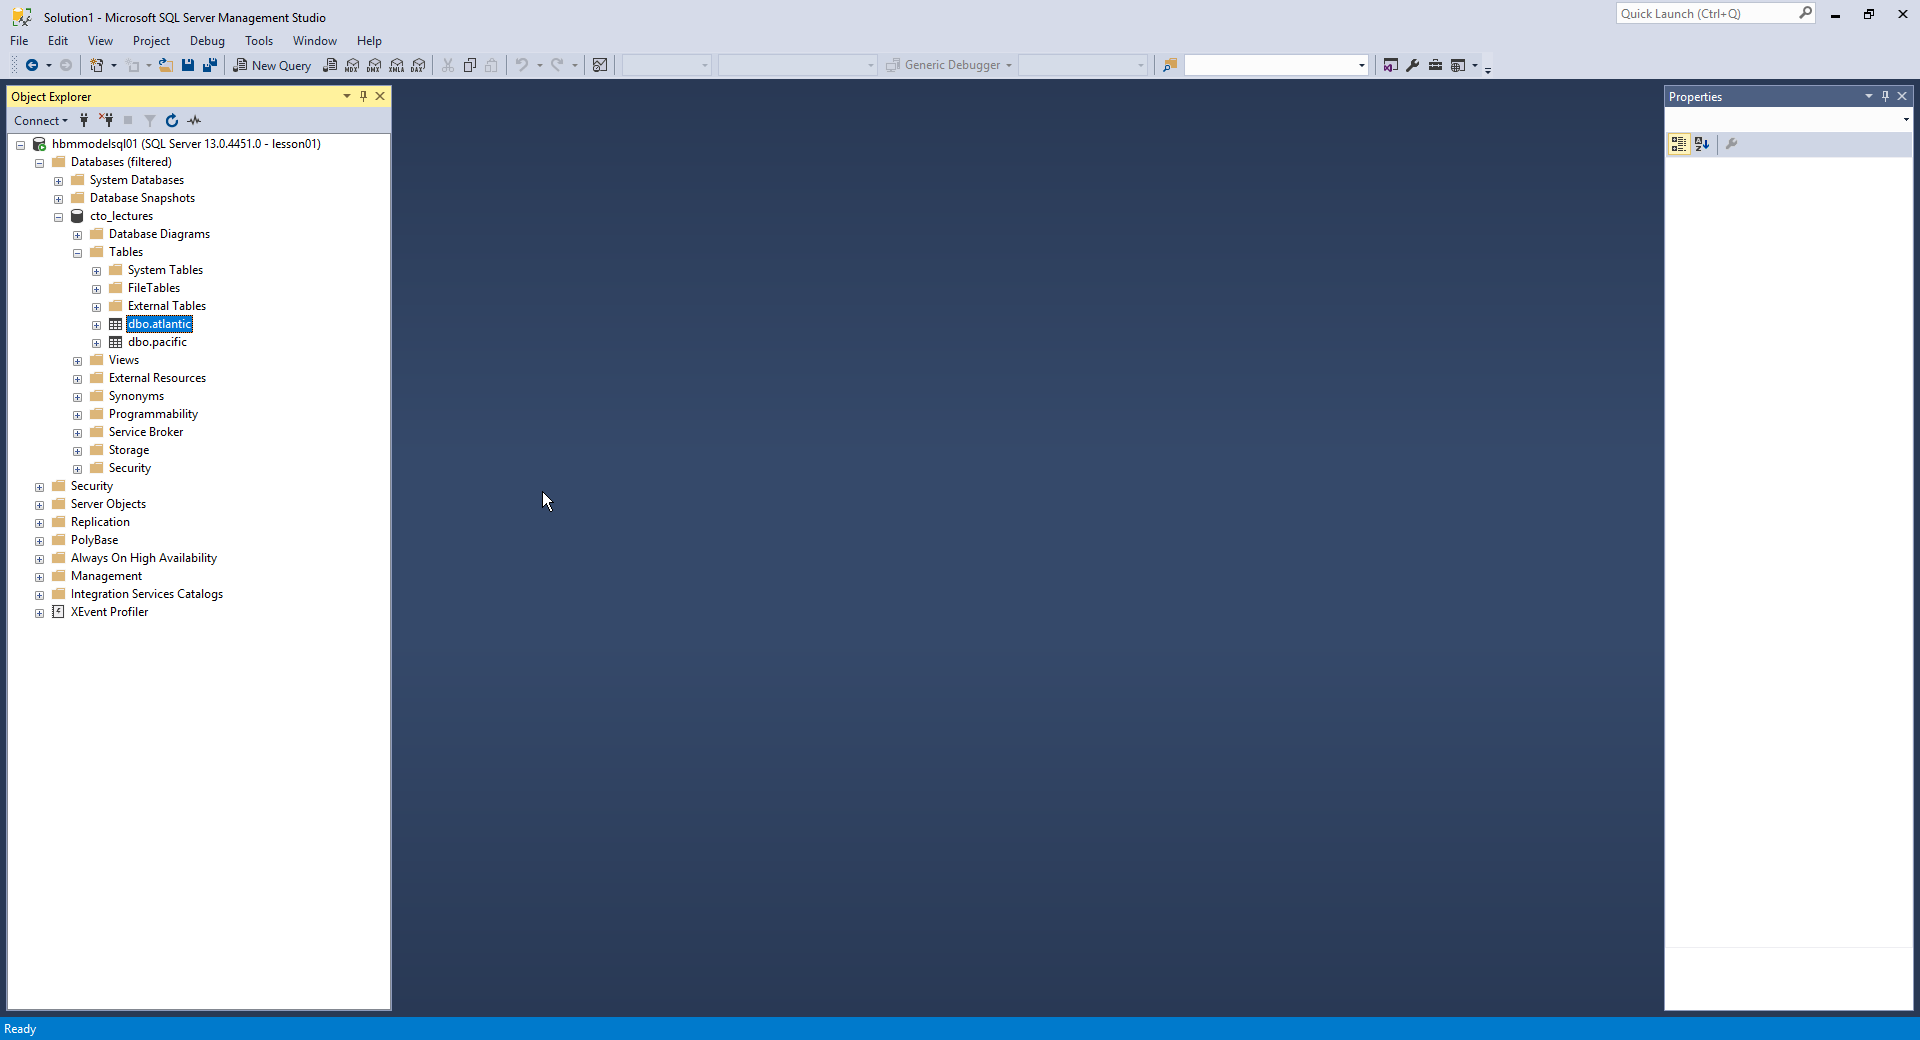 Solution1 - Microsoft SQL Server Management Studio
Quick Launch (Ctrl+Q)
File Edit View Project Debug Tools Window Help
New Query
MDX DMX XMLA DAX
Generic Debugger
Object Explorer
Properties
Connect
hbmmodelsql01 (SQL Server 13.0.4451.0 - lesson01)
Databases (filtered)
System Databases
Database Snapshots
cto_lectures
Database Diagrams
Tables
System Tables
FileTables
External Tables
dbo.atlantic
dbo.pacific
Views
External Resources
Synonyms
Programmability
Service Broker
Storage
Security
Security
Server Objects
Replication
PolyBase
Always On High Availability
Management
Integration Services Catalogs
XEvent Profiler
Ready